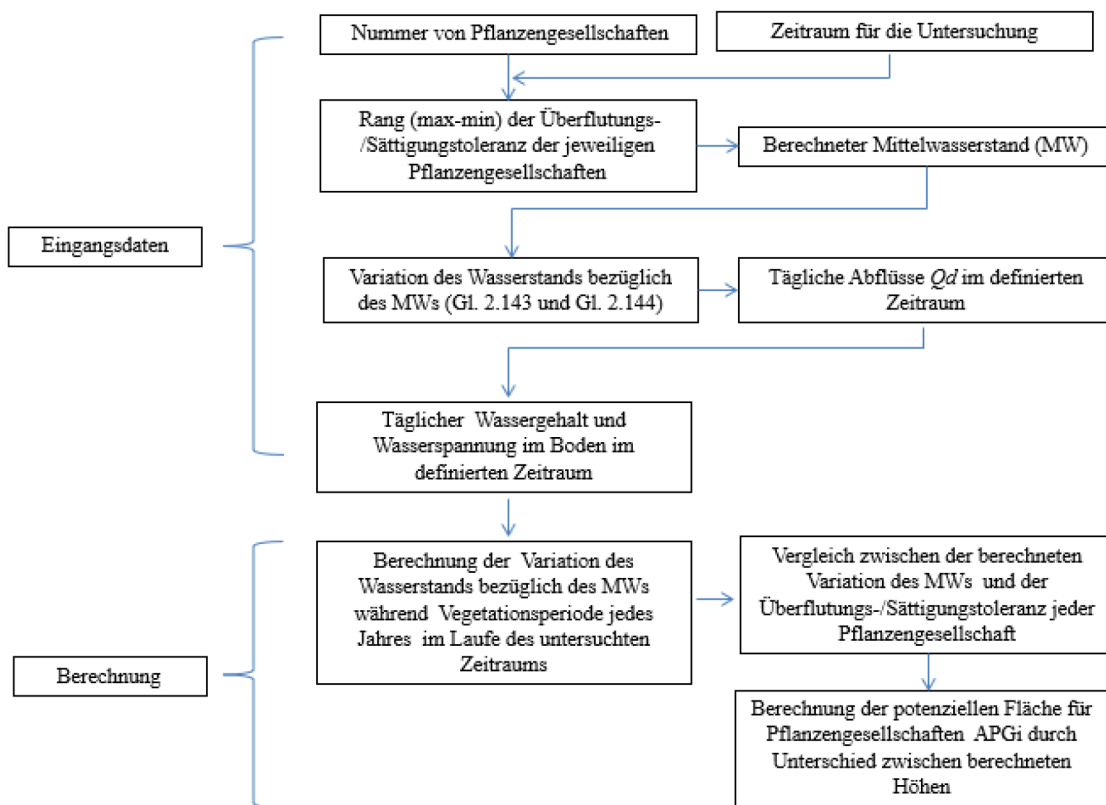 Nummer von Pflanzengesellschaften
Zeitraum für die Untersuchung
Rang (max-min) der Überflutungs-
/Sättigungstoleranz der jeweiligen
Pflanzengesellschaften
Berechneter Mittelwasserstand (MW)
Eingangsdaten
Variation des Wasserstands bezüglich
des MWs (Gl. 2.143 und Gl. 2.144)
Tägliche Abflüsse Qd im definierten
Zeitraum
Täglicher Wassergehalt und
Wasserspannung im Boden im
definierten Zeitraum
Berechnung der Variation des
Wasserstands bezüglich des MWs
während Vegetationsperiode jedes
Jahres im Laufe des untersuchten
Zeitraums
Vergleich zwischen der berechneten
Variation des MWs und der
Überflutungs-/Sättigungstoleranz jeder
Pflanzengesellschaft
Berechnung
Berechnung der potenziellen Fläche für
Pflanzengesellschaften APGi durch
Unterschied zwischen berechneten
Höhen